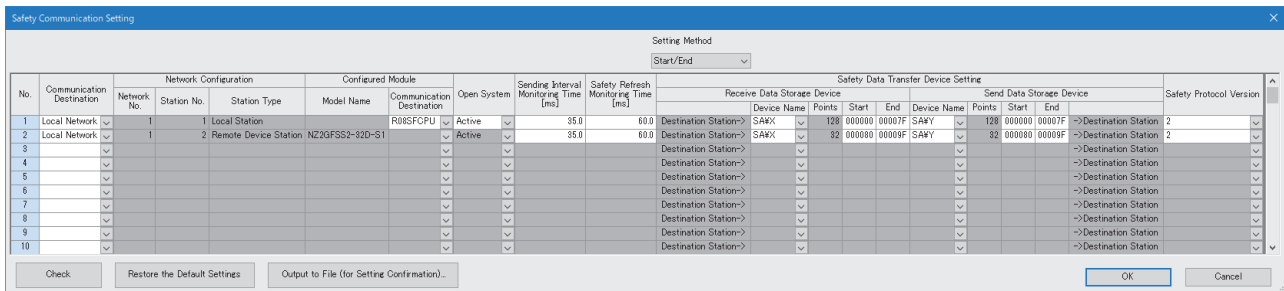 Safety Communication Setting
Setting Method
Start/End
No. Communication Destination Network Configuration Configured Module Open System Sending Interval Monitoring Time [ms] Safety Refresh Monitoring Time [ms] Safety Data Transfer Device Setting Safety Protocol Version
Network No. Station No. Station Type Model Name Communication Destination Receive Data Storage Device Send Data Storage Device
Device Name Points Start End Device Name Points Start End
1 Local Network 1 1 Local Station R08SFCPU Active 35.0 60.0 Destination Station-> SA¥X 128 000000 00007F SA¥Y 128 000000 00007F ->Destination Station 2
2 Local Network 1 2 Remote Device Station NZ2GFSS2-32D-S1 Active 35.0 60.0 Destination Station-> SA¥X 32 000080 00009F SA¥Y 32 000080 00009F ->Destination Station 2
3 Destination Station-> ->Destination Station
4 Destination Station-> ->Destination Station
5 Destination Station-> ->Destination Station
6 Destination Station-> ->Destination Station
7 Destination Station-> ->Destination Station
8 Destination Station-> ->Destination Station
9 Destination Station-> ->Destination Station
10 Destination Station-> ->Destination Station
Check Restore the Default Settings Output to File (for Setting Confirmation)... OK Cancel